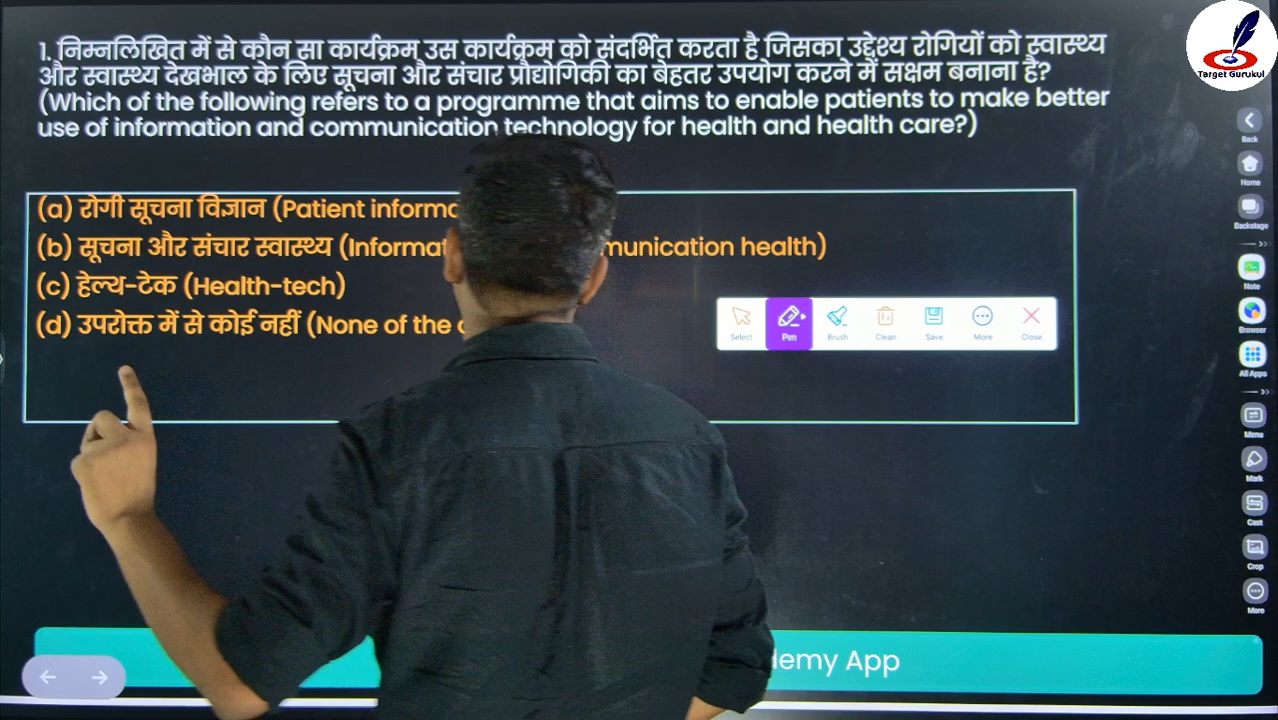 1. निम्नलिखित में से कौन सा कार्यक्रम उस कार्यक्रम को संदर्भित करता है जिसका उद्देश्य रोगियों को स्वास्थ्य
और स्वास्थ्य देखभाल के लिए सूचना और संचार प्रौद्योगिकी का बेहतर उपयोग करने में सक्षम बनाना है?
(Which of the following refers to a programme that aims to enable patients to make better
use of information and communication technology for health and health care?)
(a) रोगी सूचना विज्ञान (Patient
(b) सूचना और संचार स्वास्थ्य health)
(c) हेल्थ-टेक (Health-tech)
(d) उपरोक्त में से कोई नहीं (None of the
Select Pen Brush Clean Save More Close
App
Target Gurukul
Back
Home
Backstage
Note
Browser
All Apps
Menu
Mark
Cast
Crop
More